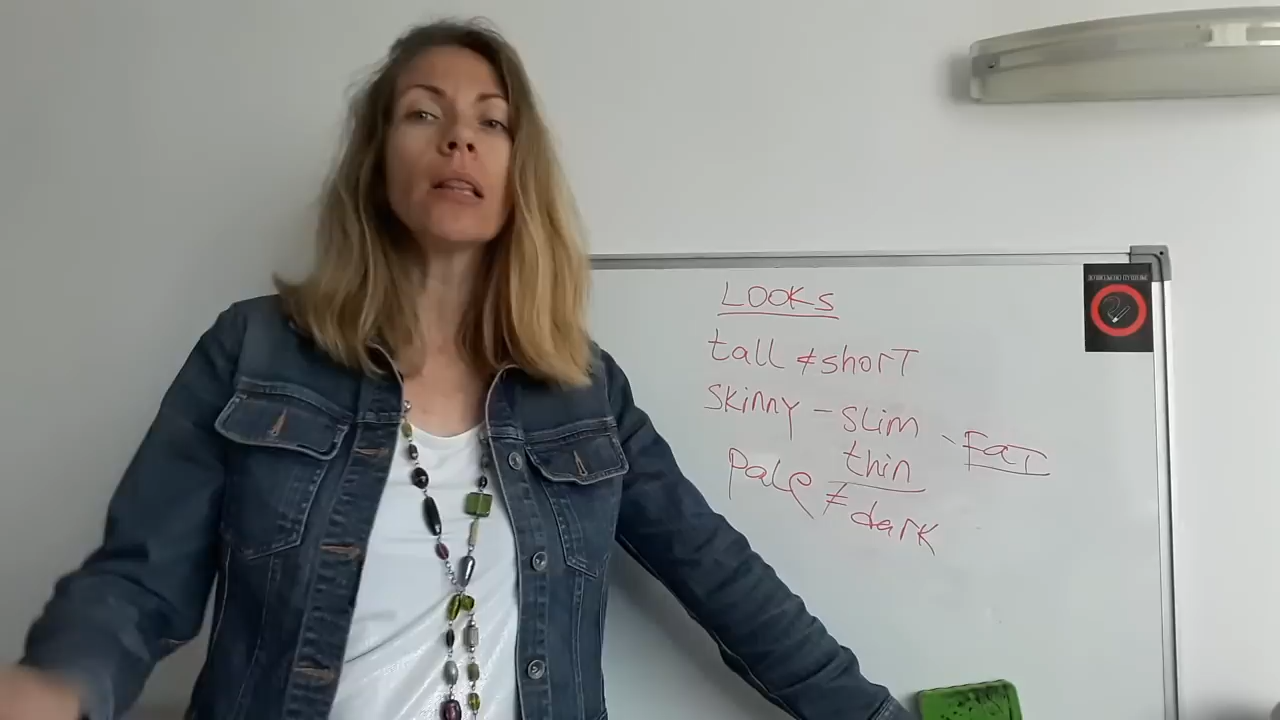 LOOKS
tall ≠ short
skinny - slim - FaT
thin
pale ≠ dark